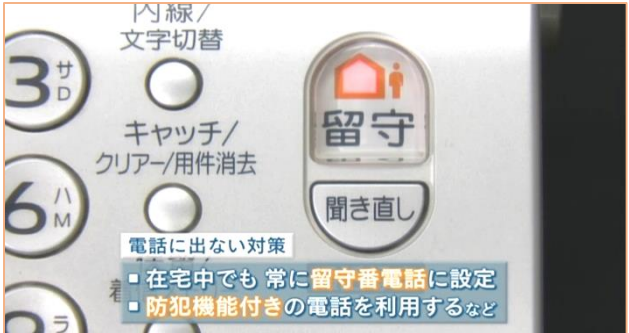 内線/
文字切替
3 サ
D
留守
キャッチ/
クリアー/用件消去
6 ハ
M
聞き直し
電話に出ない対策
▪ 在宅中でも 常に留守番電話に設定
▪ 防犯機能付きの電話を利用するなど
ラ